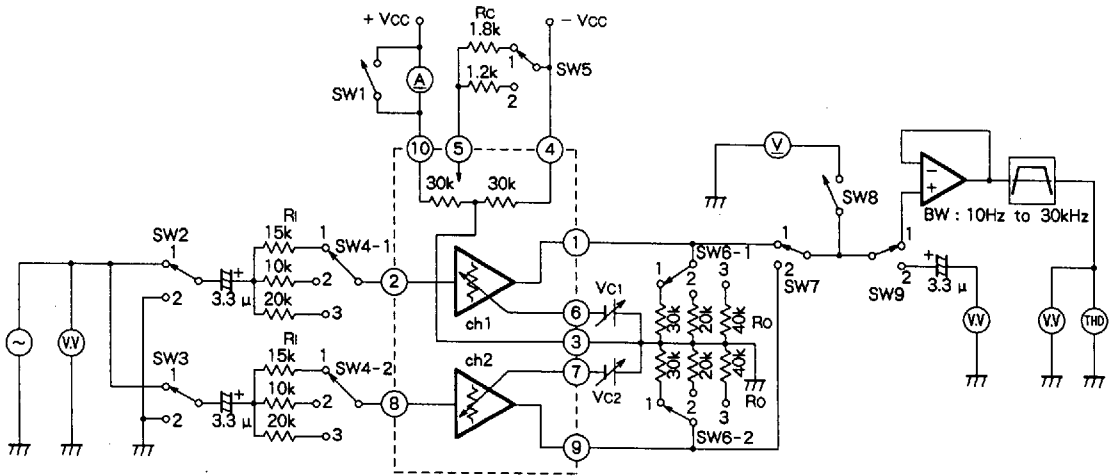 + VCC
RC
1.8k
1
SW5
1.2k
2
- VCC
SW1
A
10
5
4
30k
30k
V
SW8
- +
BW : 10Hz to 30kHz
SW2
1
2
3.3 μ
+
RI
15k
10k
20k
1
2
3
SW4-1
2
ch1
1
6
3
VC1
SW6-1
1
2
3
30k
20k
40k
RO
1
2
SW7
1
2
SW9
+
3.3 μ
~
V.V
V.V
V.V
THD
SW3
1
2
3.3 μ
+
RI
15k
10k
20k
1
2
3
SW4-2
8
ch2
7
9
VC2
30k
20k
40k
RO
1
2
3
SW6-2